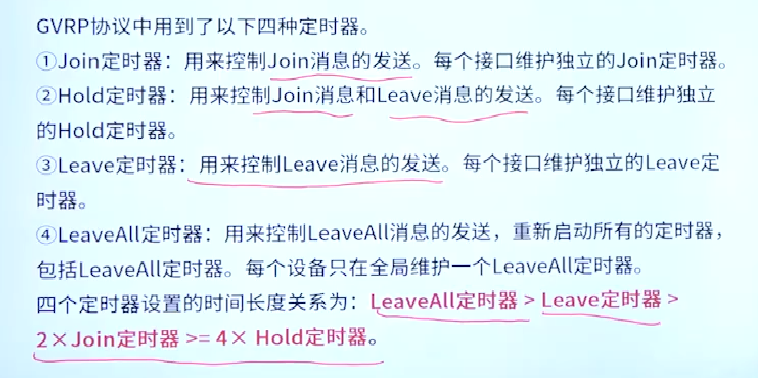 GVRP协议中用到了以下四种定时器。
①Join定时器：用来控制Join消息的发送。每个接口维护独立的Join定时器。
②Hold定时器：用来控制Join消息和Leave消息的发送。每个接口维护独立
的Hold定时器。
③Leave定时器：用来控制Leave消息的发送。每个接口维护独立的Leave定
时器。
④LeaveAll定时器：用来控制LeaveAll消息的发送，重新启动所有的定时器，
包括LeaveAll定时器。每个设备只在全局维护一个LeaveAll定时器。
四个定时器设置的时间长度关系为：LeaveAll定时器 > Leave定时器 >
2×Join定时器 >= 4× Hold定时器。